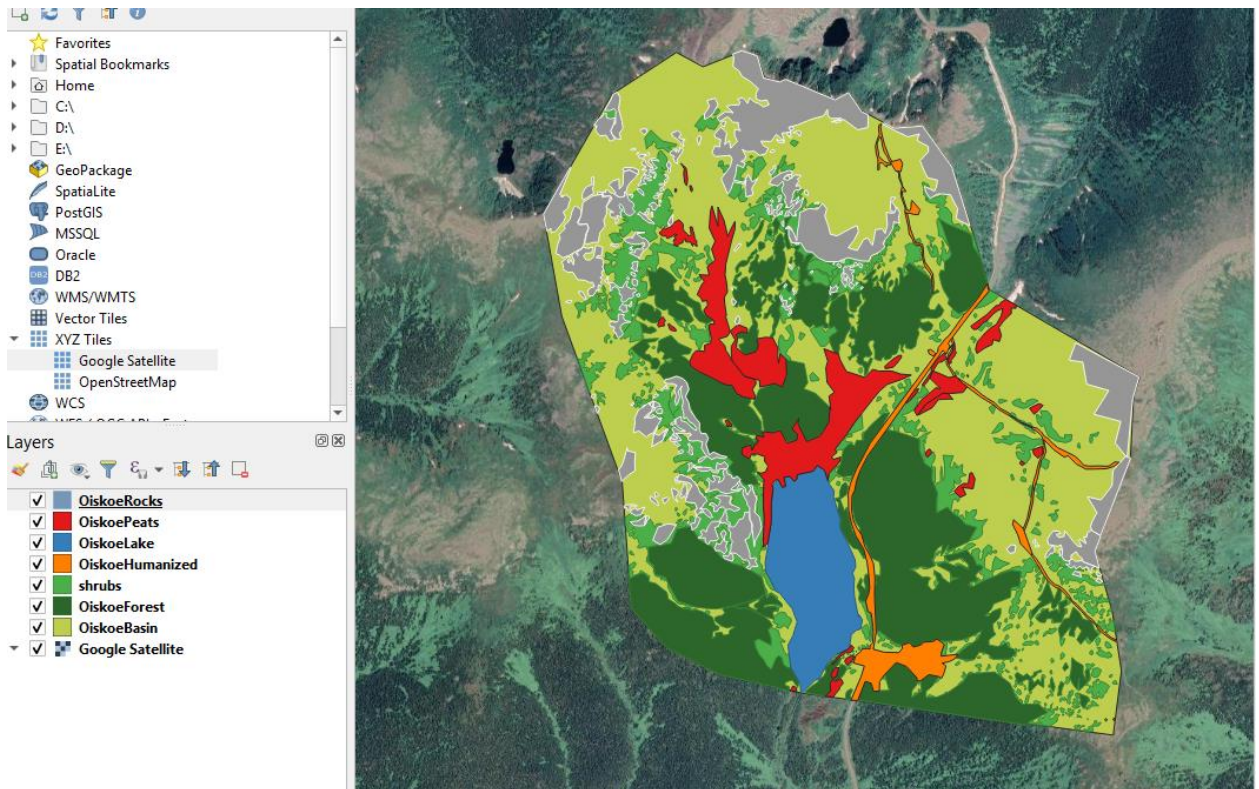 Favorites
Spatial Bookmarks
Home
C:\
D:\
E:\
GeoPackage
SpatiaLite
PostGIS
MSSQL
Oracle
DB2 DB2
WMS/WMTS
Vector Tiles
XYZ Tiles
Google Satellite
OpenStreetMap
WCS
Layers
OiskoeRocks
OiskoePeats
OiskoeLake
OiskoeHumanized
shrubs
OiskoeForest
OiskoeBasin
Google Satellite